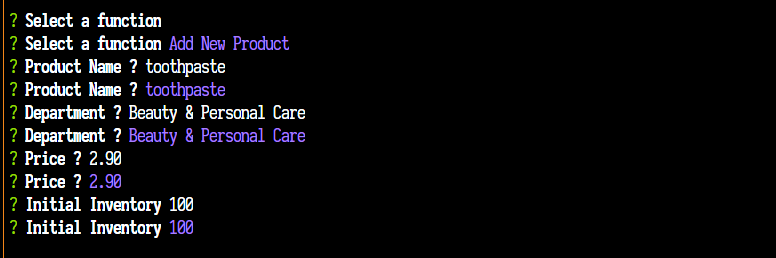 ? Select a function
? Select a function Add New Product
? Product Name ? toothpaste
? Product Name ? toothpaste
? Department ? Beauty & Personal Care
? Department ? Beauty & Personal Care
? Price ? 2.90
? Price ? 2.90
? Initial Inventory 100
? Initial Inventory 100